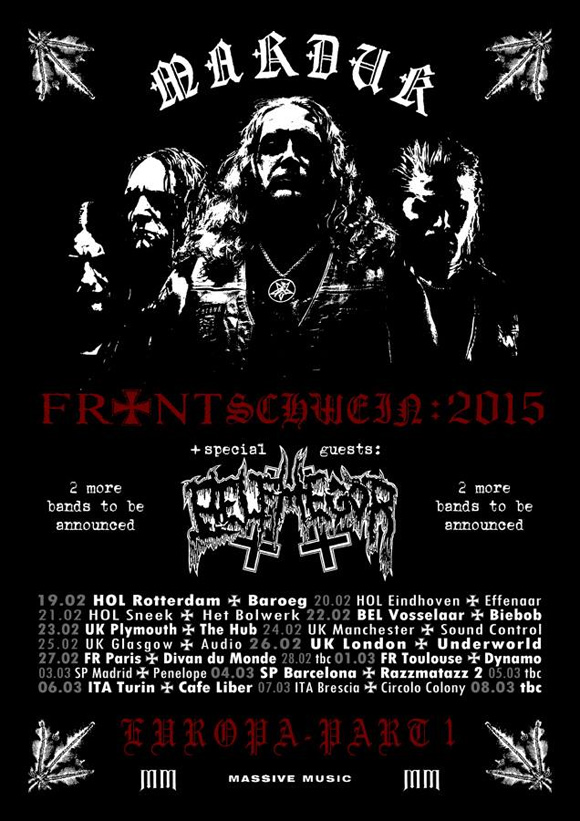 MARDUK
FR✠NTSCHWEIN:2015
+special guests:
BELPHEGOR
2 more
bands to be
announced
2 more
bands to be
announced
19.02 HOL Rotterdam ✠ Baroeg 20.02 HOL Eindhoven ✠ Effenaar
21.02 HOL Sneek ✠ Het Bolwerk 22.02 BEL Vosselaar ✠ Biebob
23.02 UK Plymouth ✠ The Hub 24.02 UK Manchester ✠ Sound Control
25.02 UK Glasgow ✠ Audio 26.02 UK London ✠ Underworld
27.02 FR Paris ✠ Divan du Monde 28.02 tbc 01.03 FR Toulouse ✠ Dynamo
03.03 SP Madrid ✠ Penelope 04.03 SP Barcelona ✠ Razzmatazz 2 05.03 tbc
06.03 ITA Turin ✠ Cafe Liber 07.03 ITA Brescia ✠ Circolo Colony 08.03 tbc
EUROPA-PART 1
MM MASSIVE MUSIC MM